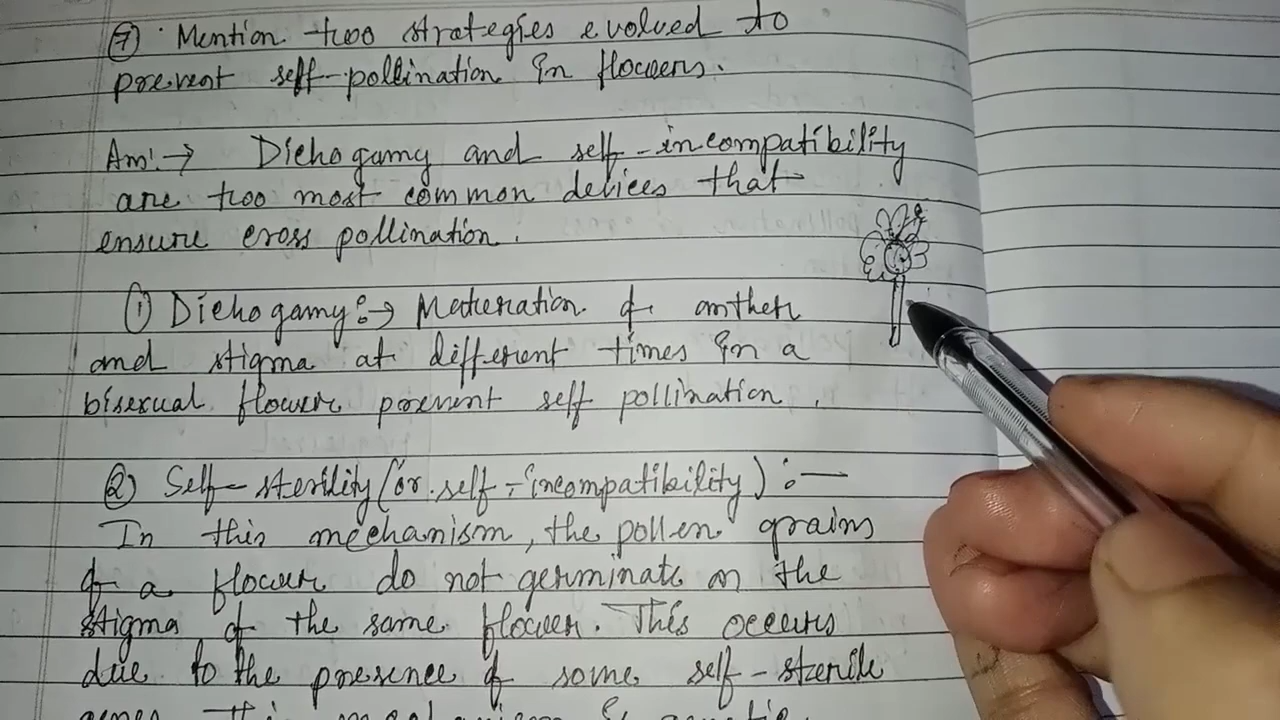 ⑦. Mention two strategies evolved to
prevent self-pollination in flowers.
Ans:→ Dichogamy and self-incompatibility
are two most common devices that
ensure cross pollination.
① Dichogamy:→ Maturation of anther
and stigma at different times in a
bisexual flower prevent self pollination.
② Self-sterility (or self-incompatibility) :—
In this mechanism, the pollen grains
of a flower do not germinate on the
stigma of the same flower. This occurs
due to the presence of some self-sterile